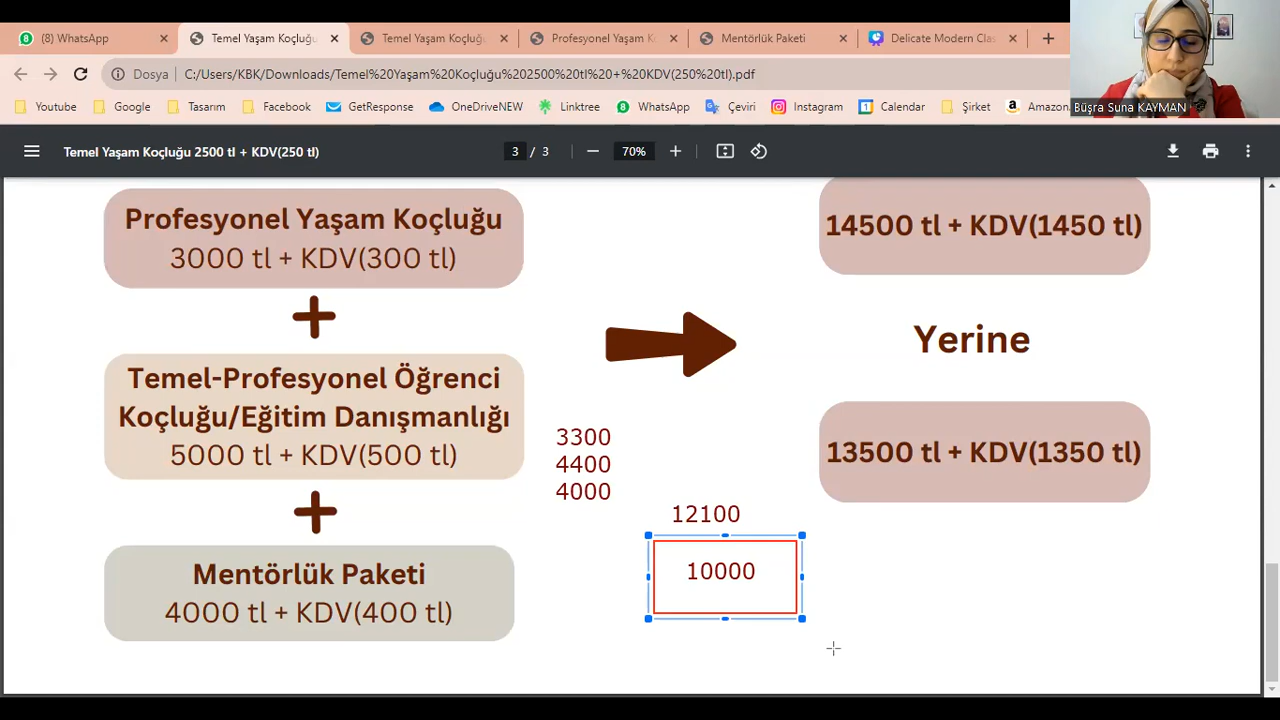 (8) WhatsApp
Temel Yaşam Koçluğu
Temel Yaşam Koçluğu
Profesyonel Yaşam K
Mentörlük Paketi
Delicate Modern Clas
Dosya
C:/Users/KBK/Downloads/Temel%20Yaşam%20Koçluğu%202500%20tl%20+%20KDV(250%20tl).pdf
Youtube
Google
Tasarım
Facebook
GetResponse
OneDriveNEW
Linktree
WhatsApp
Çeviri
Instagram
Calendar
Şirket
Amazon
Büşra Suna KAYMAN
Temel Yaşam Koçluğu 2500 tl + KDV(250 tl)
3 / 3
70%
Profesyonel Yaşam Koçluğu
3000 tl + KDV(300 tl)
+
Temel-Profesyonel Öğrenci
Koçluğu/Eğitim Danışmanlığı
5000 tl + KDV(500 tl)
+
Mentörlük Paketi
4000 tl + KDV(400 tl)
3300
4400
4000
12100
10000
14500 tl + KDV(1450 tl)
Yerine
13500 tl + KDV(1350 tl)